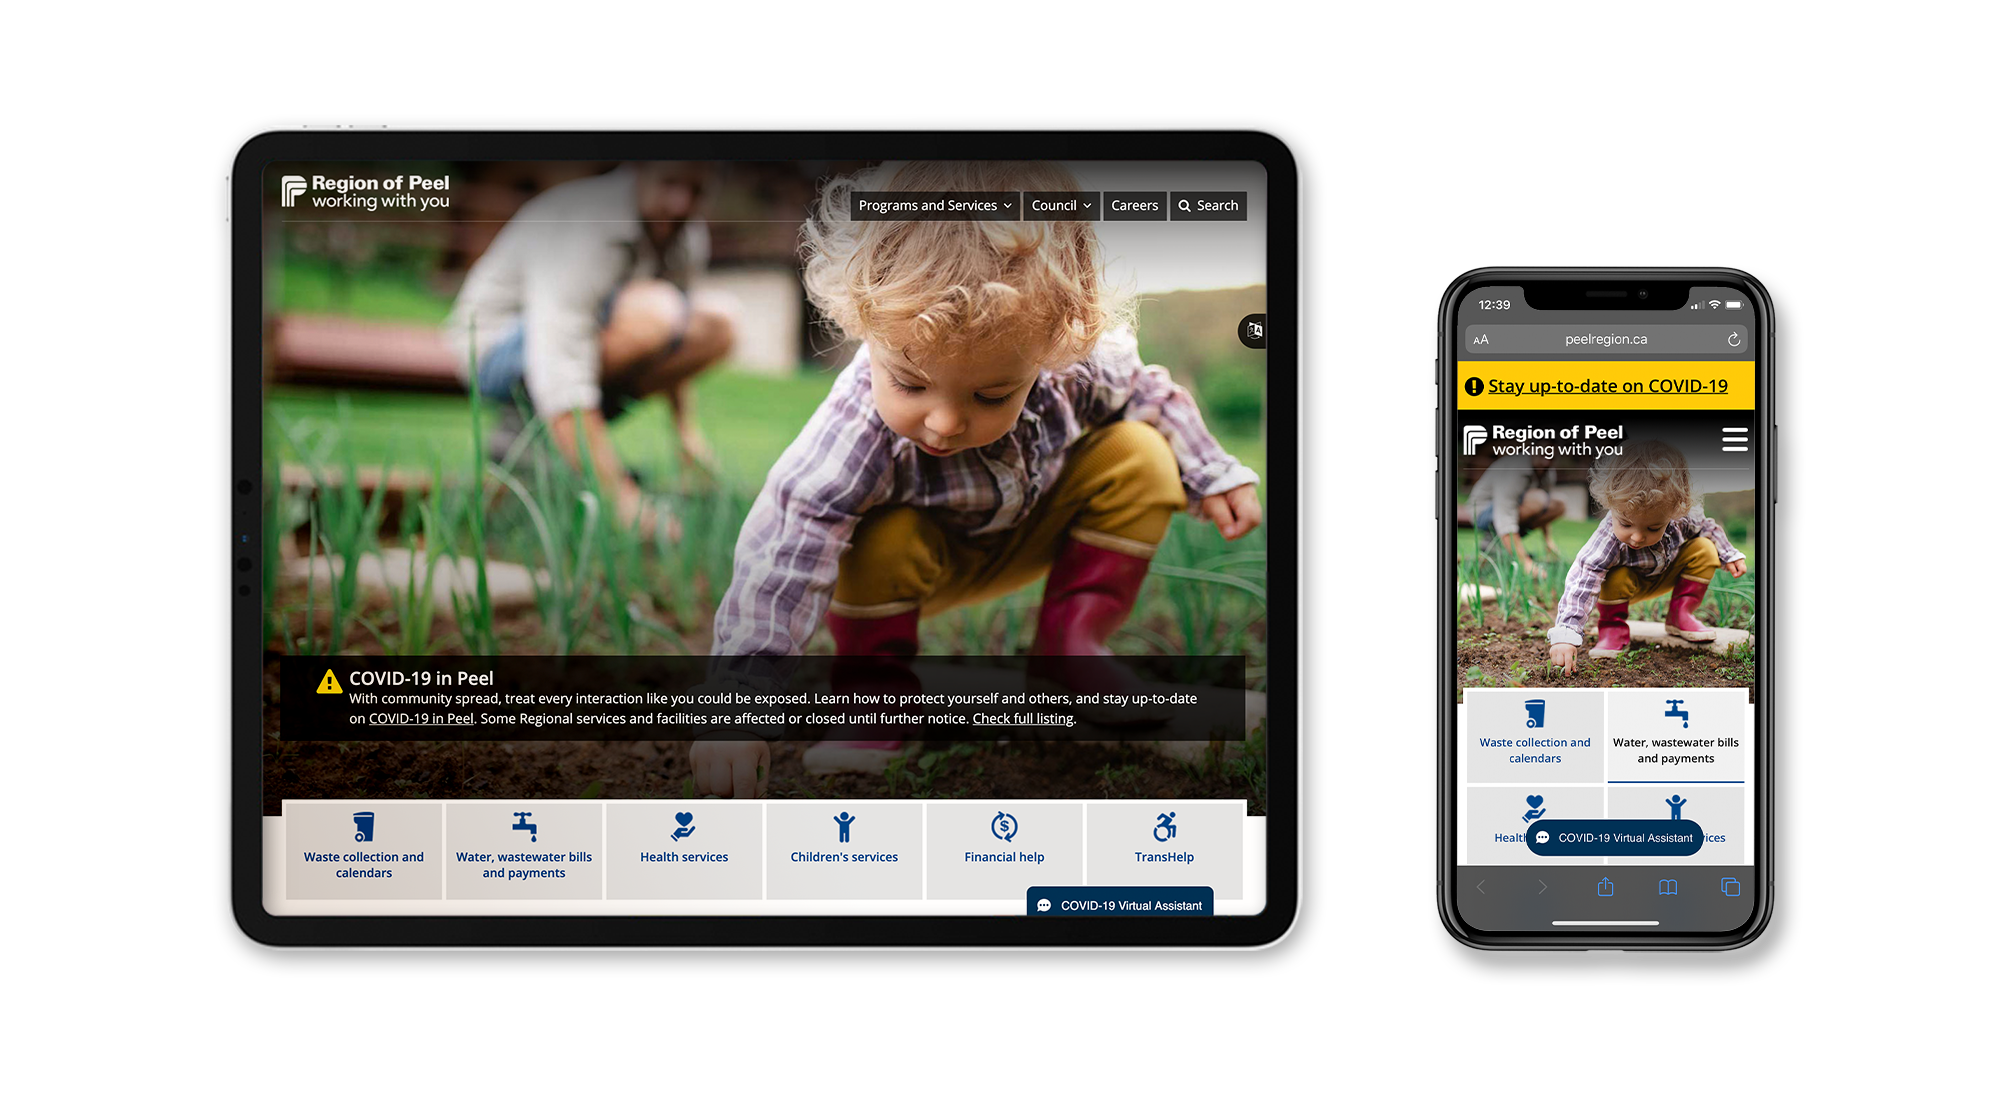 Region of Peel
working with you
Programs and Services
Council
Careers
Search
COVID-19 in Peel
With community spread, treat every interaction like you could be exposed. Learn how to protect yourself and others, and stay up-to-date
on COVID-19 in Peel. Some Regional services and facilities are affected or closed until further notice. Check full listing.
Waste collection and
calendars
Water, wastewater bills
and payments
Health services
Children's services
Financial help
TransHelp
COVID-19 Virtual Assistant
12:39
AA
peelregion.ca
Stay up-to-date on COVID-19
Region of Peel
working with you
Waste collection and
calendars
Water, wastewater bills
and payments
Health
COVID-19 Virtual Assistant